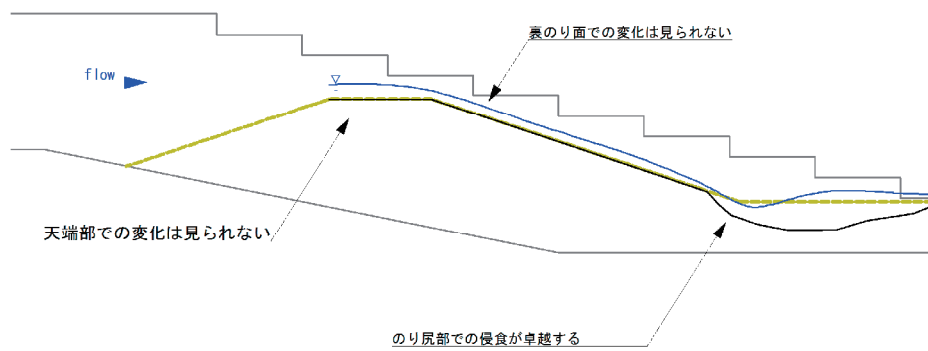 裏のり面での変化は見られない
flow
天端部での変化は見られない
のり尻部での侵食が卓越する